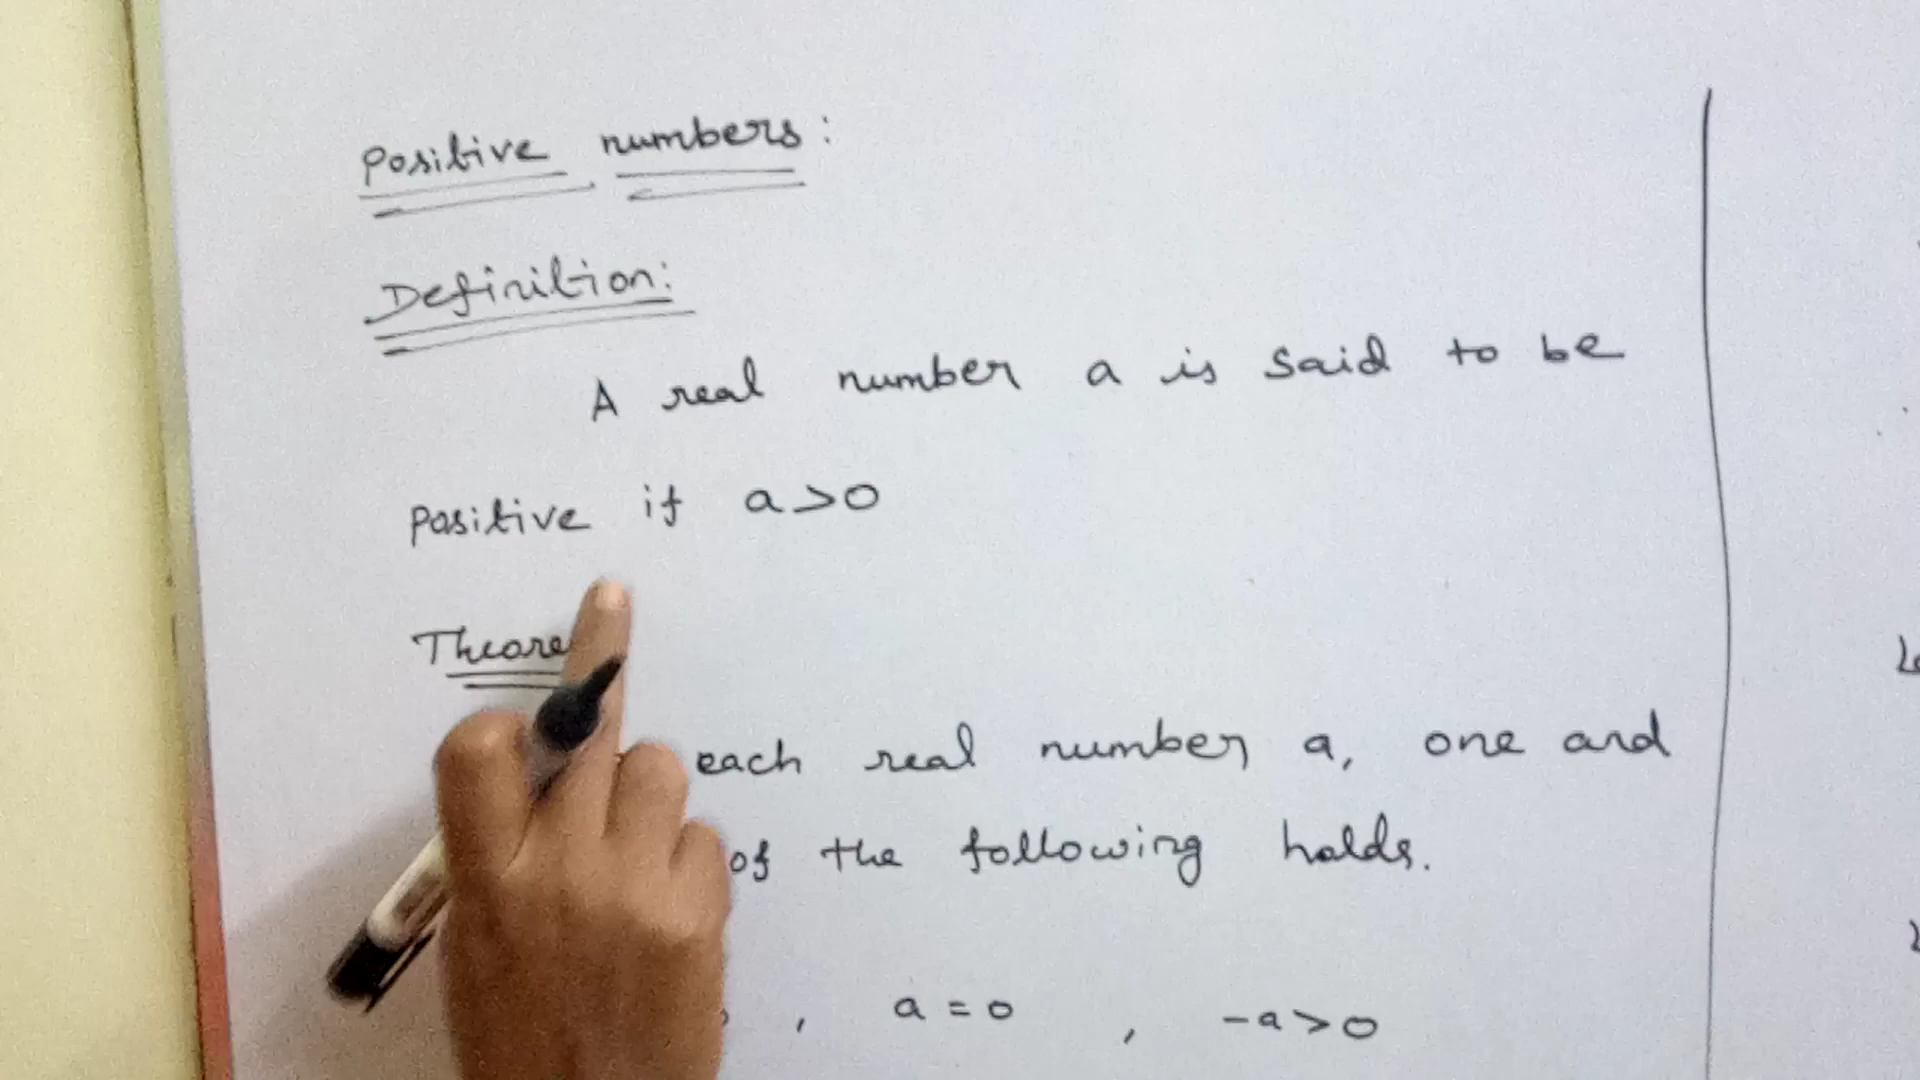 Positive numbers:
Definition:
A real number a is said to be
positive if a>0
each real number a, one and
of the following holds.
, a=0 , -a>0